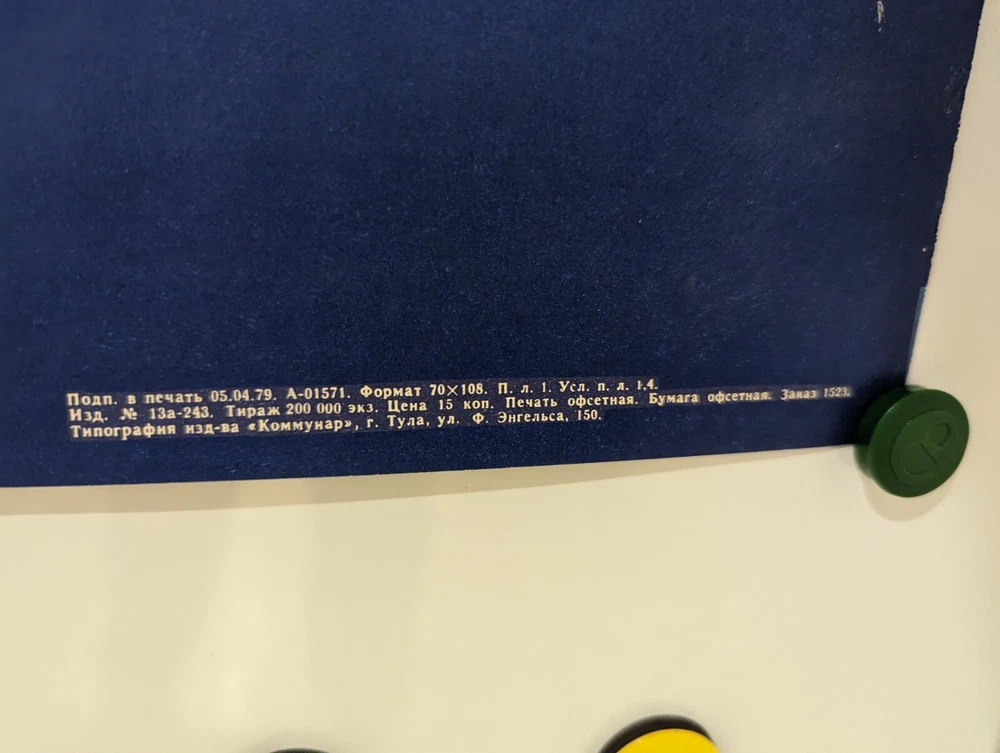 Подп. в печать 05.04.79. А-01571. Формат 70×108. П. л. 1. Усл. п. л. 1,4.
Изд. № 13а-243. Тираж 200 000 экз. Цена 15 коп. Печать офсетная. Бумага офсетная. Заказ 1523.
Типография изд-ва «Коммунар», г. Тула, ул. Ф. Энгельса, 150.